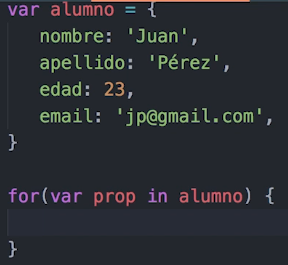 var alumno = {
nombre: 'Juan',
apellido: 'Pérez',
edad: 23,
email: 'jp@gmail.com',
}
for(var prop in alumno) {
}